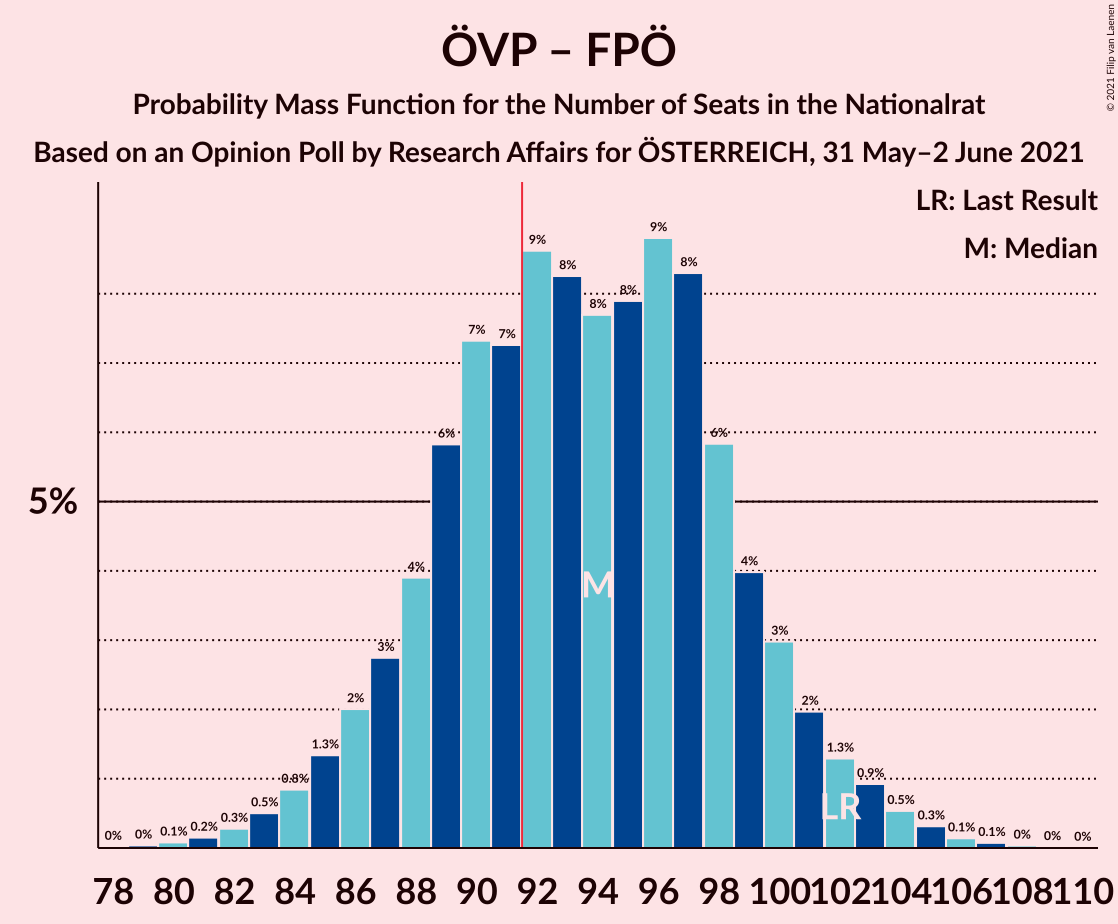 ÖVP – FPÖ
Probability Mass Function for the Number of Seats in the Nationalrat
Based on an Opinion Poll by Research Affairs for ÖSTERREICH, 31 May–2 June 2021
© 2021 Filip van Laenen
LR: Last Result
M: Median
5%
0% 0% 0.1% 0.2% 0.3% 0.5% 0.8% 1.3% 2% 3% 4% 6% 7% 7% 9% 8% 8% 8% 9% 8% 6% 4% 3% 2% 1.3% 0.9% 0.5% 0.3% 0.1% 0.1% 0% 0% 0%
M
LR
78 80 82 84 86 88 90 92 94 96 98 100 102 104 106 108 110